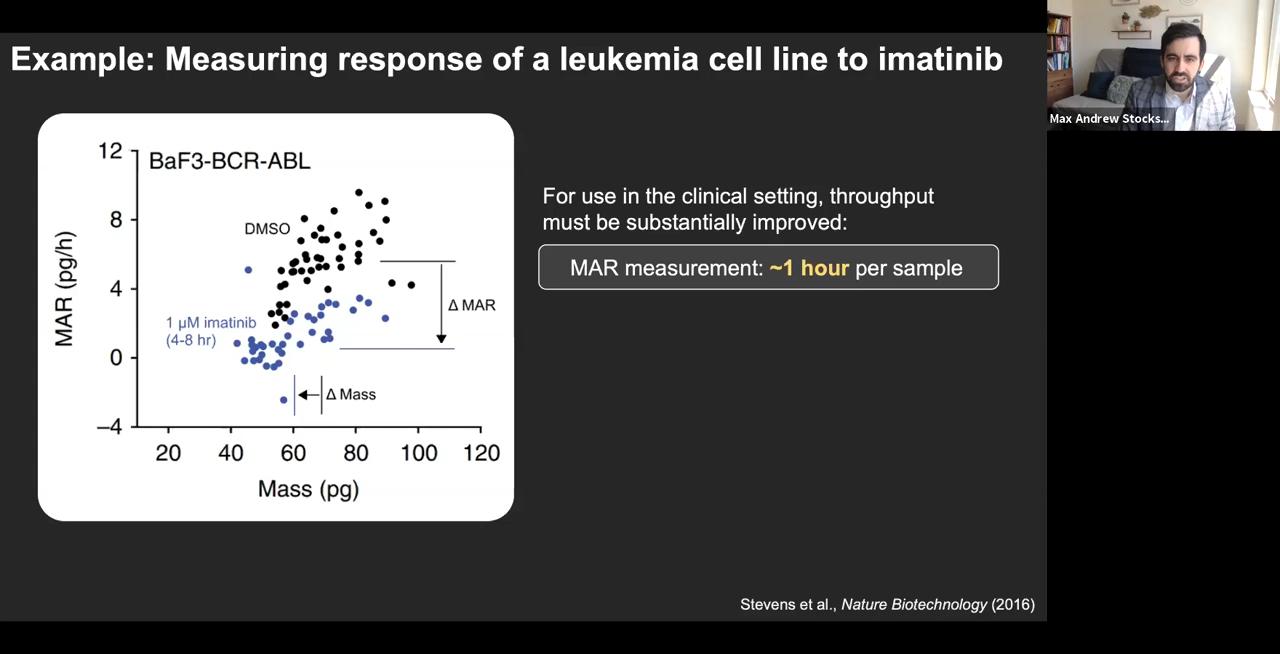 Example: Measuring response of a leukemia cell line to imatinib
Max Andrew Stocks...
BaF3-BCR-ABL
DMSO
1 µM imatinib
(4-8 hr)
Δ MAR
Δ Mass
MAR (pg/h)
12
8
4
0
–4
20 40 60 80 100 120
Mass (pg)
For use in the clinical setting, throughput
must be substantially improved:
MAR measurement: ~1 hour per sample
Stevens et al., Nature Biotechnology (2016)